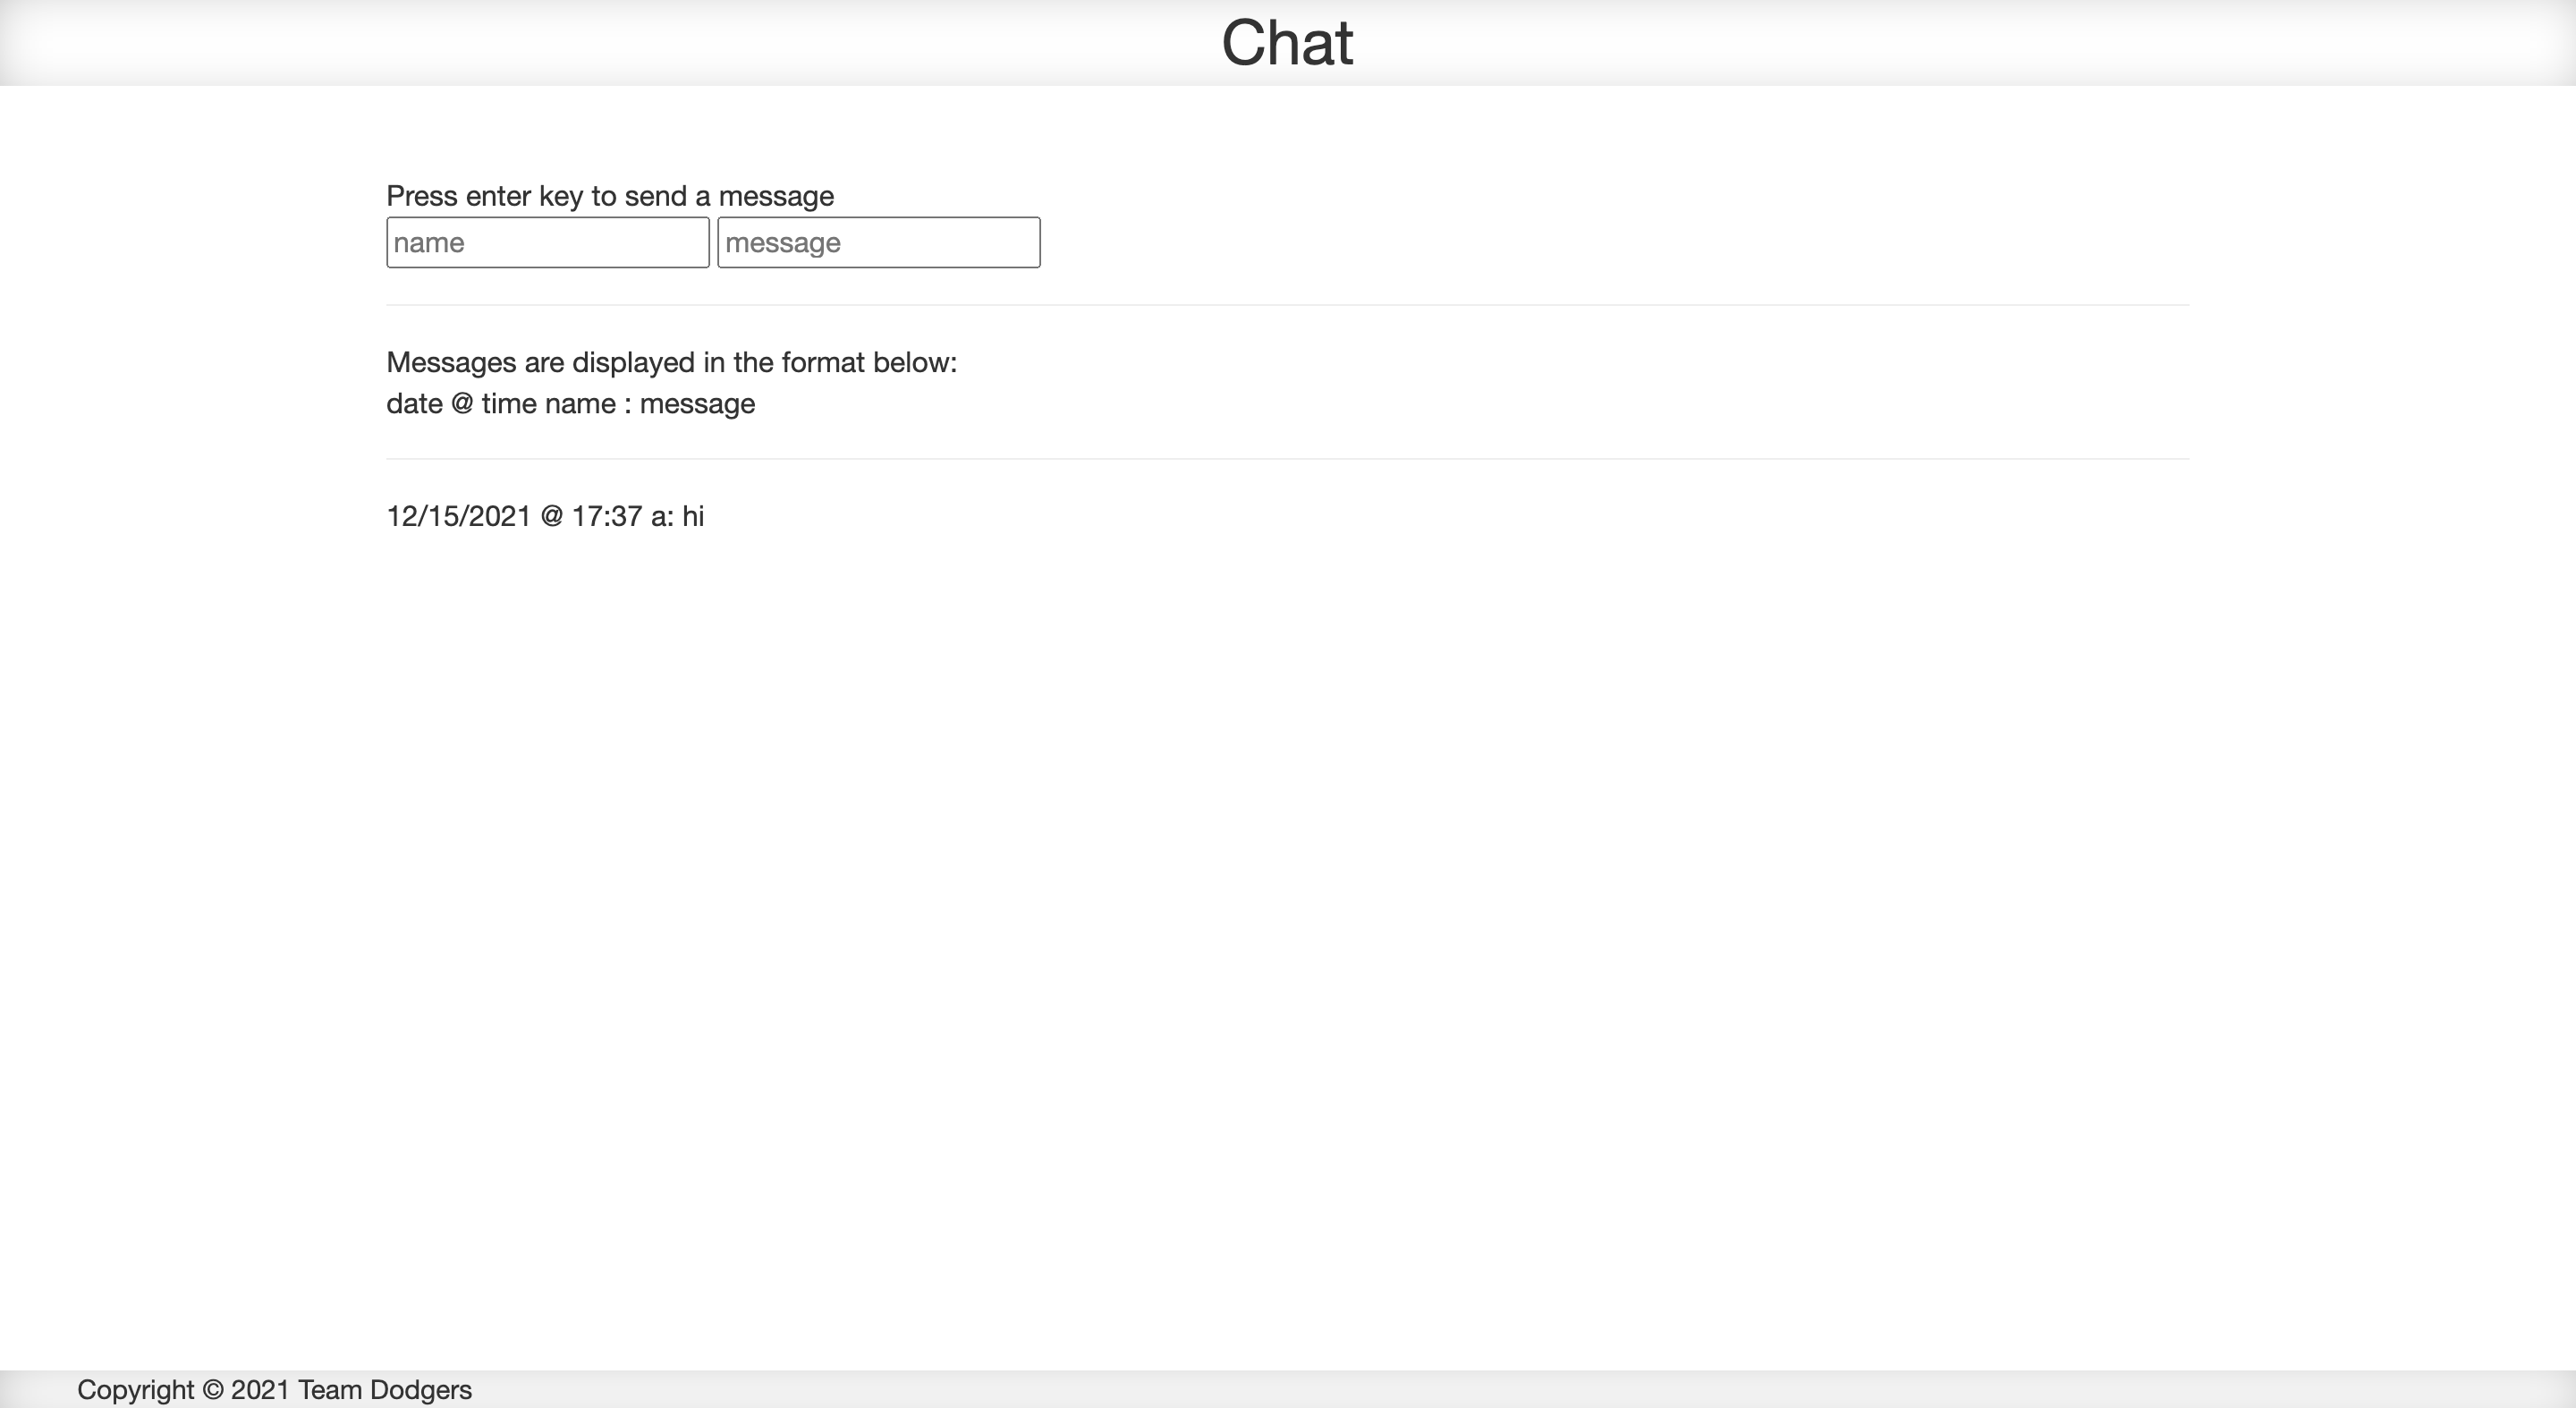 Chat
Press enter key to send a message
name message
Messages are displayed in the format below:
date @ time name : message
12/15/2021 @ 17:37 a: hi
Copyright © 2021 Team Dodgers